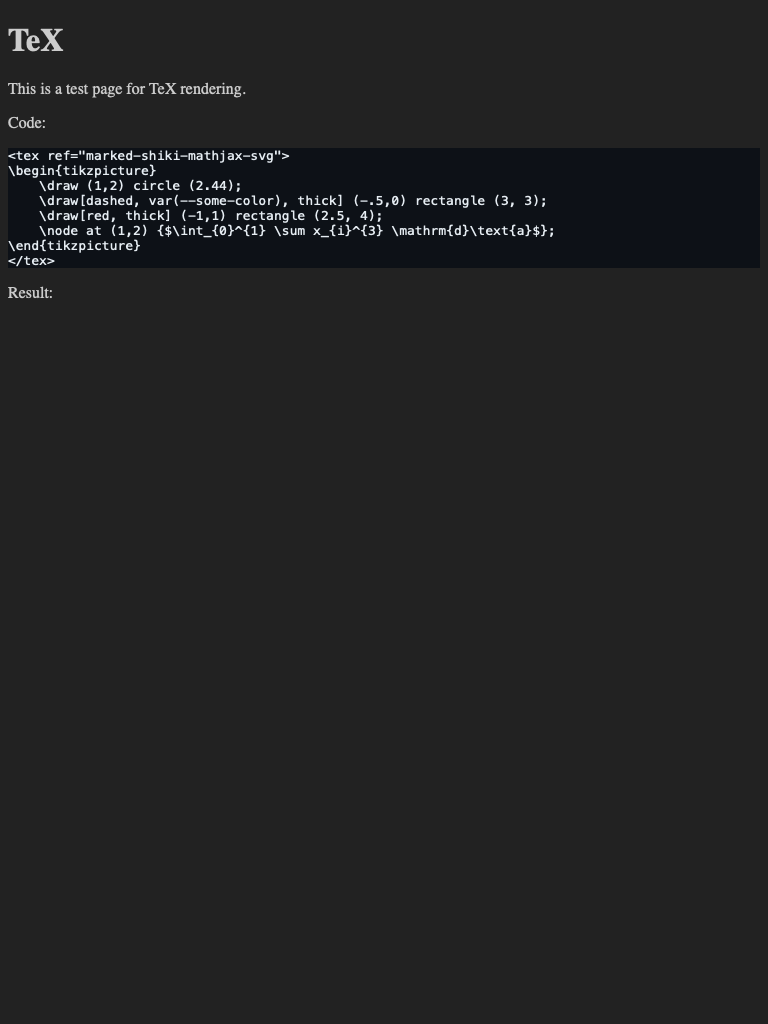 TeX
This is a test page for TeX rendering.
Code:
<tex ref="marked-shiki-mathjax-svg">
\begin{tikzpicture}
    \draw (1,2) circle (2.44);
    \draw[dashed, var(--some-color), thick] (-.5,0) rectangle (3, 3);
    \draw[red, thick] (-1,1) rectangle (2.5, 4);
    \node at (1,2) {$\int_{0}^{1} \sum x_{i}^{3} \mathrm{d}\text{a}$};
\end{tikzpicture}
</tex>
Result: